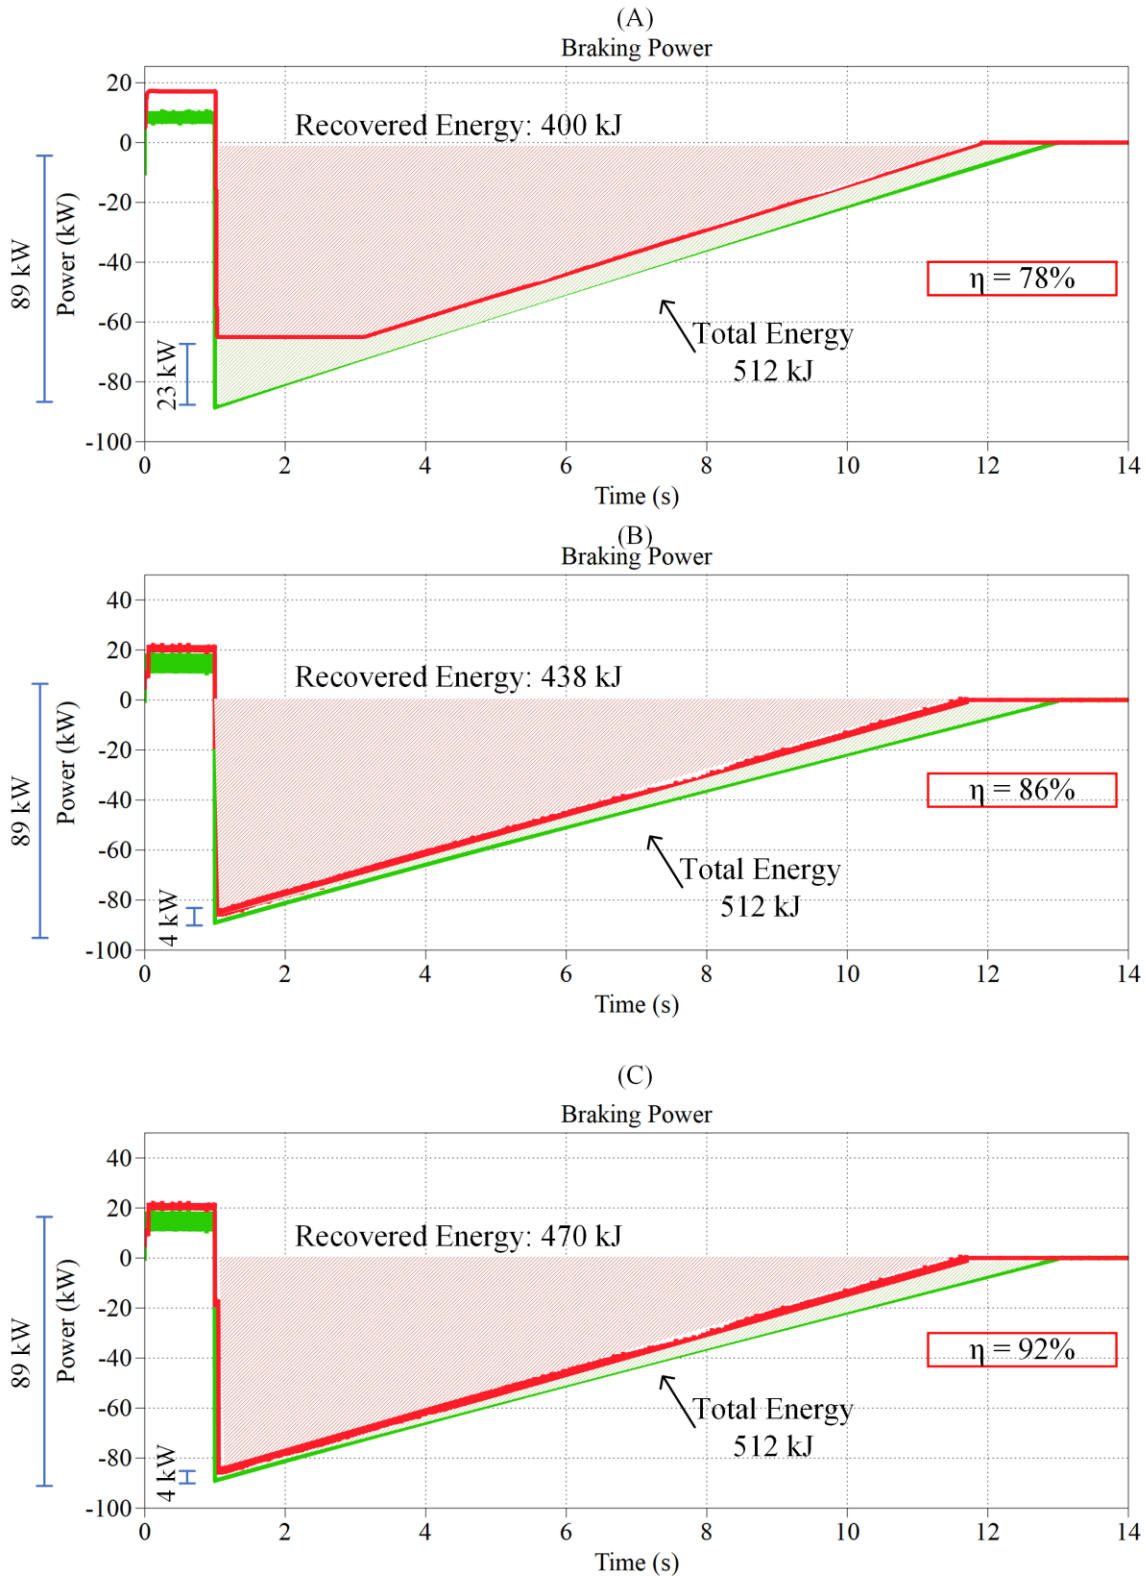 (A)
Braking Power
20
0
-20
-40
-60
-80
-100
Power (kW)
89 kW
23 kW
Recovered Energy: 400 kJ
η = 78%
Total Energy
512 kJ
0 2 4 6 8 10 12 14
Time (s)
(B)
Braking Power
40
20
0
-20
-40
-60
-80
-100
Power (kW)
89 kW
4 kW
Recovered Energy: 438 kJ
η = 86%
Total Energy
512 kJ
0 2 4 6 8 10 12 14
Time (s)
(C)
Braking Power
40
20
0
-20
-40
-60
-80
-100
Power (kW)
89 kW
4 kW
Recovered Energy: 470 kJ
η = 92%
Total Energy
512 kJ
0 2 4 6 8 10 12 14
Time (s)